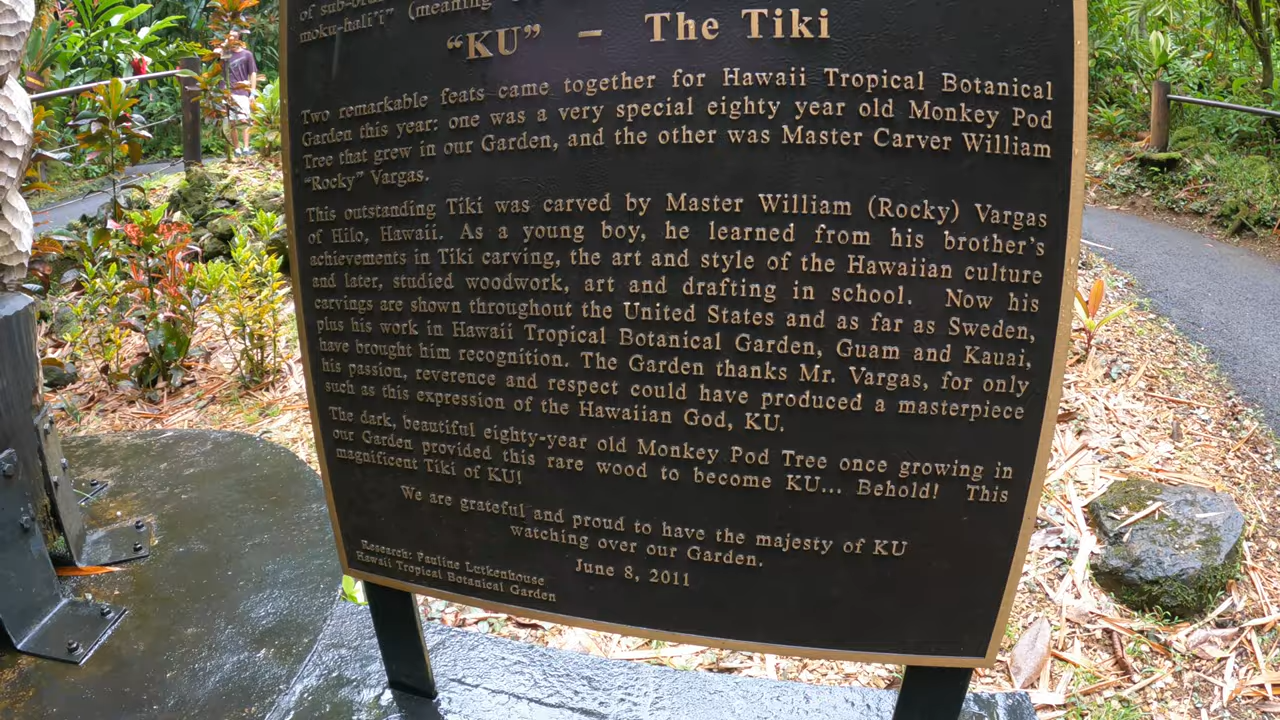 of sub-
moku-hali'i" (meaning
"KU" – The Tiki
Two remarkable feats came together for Hawaii Tropical Botanical
Garden this year: one was a very special eighty year old Monkey Pod
Tree that grew in our Garden, and the other was Master Carver William
"Rocky" Vargas.
This outstanding Tiki was carved by Master William (Rocky) Vargas
of Hilo, Hawaii. As a young boy, he learned from his brother's
achievements in Tiki carving, the art and style of the Hawaiian culture
and later, studied woodwork, art and drafting in school. Now his
carvings are shown throughout the United States and as far as Sweden,
plus his work in Hawaii Tropical Botanical Garden, Guam and Kauai,
have brought him recognition. The Garden thanks Mr. Vargas, for only
his passion, reverence and respect could have produced a masterpiece
such as this expression of the Hawaiian God, KU.
The dark, beautiful eighty-year old Monkey Pod Tree once growing in
our Garden provided this rare wood to become KU... Behold! This
magnificent Tiki of KU!
We are grateful and proud to have the majesty of KU
watching over our Garden.
June 8, 2011
Research: Pauline Lutkenhouse
Hawaii Tropical Botanical Garden